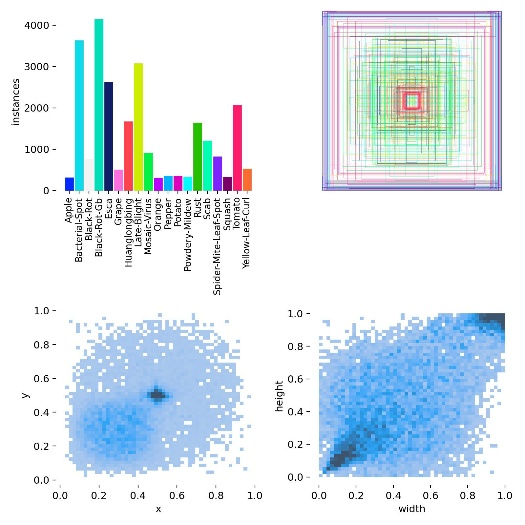 instances
4000
3000
2000
1000
0
Apple
Bacterial-Spot
Black-Rot
Black-Rot-Gb
Esca
Grape
Huanglongbing
Late-Blight
Mosaic-Virus
Orange
Pepper
Potato
Powdery-Mildew
Rust
Scab
Spider-Mite-Leaf-Spot
Squash
Tomato
Yellow-Leaf-Curl
y
1.0
0.8
0.6
0.4
0.2
0.0
0.0 0.2 0.4 0.6 0.8 1.0
x
height
1.0
0.8
0.6
0.4
0.2
0.0
0.0 0.2 0.4 0.6 0.8 1.0
width